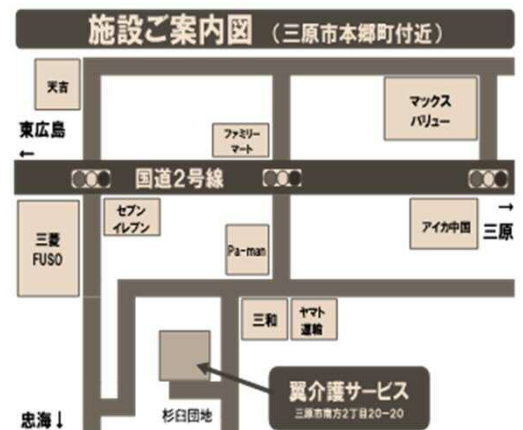 施設ご案内図 （三原市本郷町付近）
天吉
マックス
バリュー
東広島
←
ファミリー
マート
国道2号線
セブン
イレブン
→
三原
アイカ中国
三菱
FUSO
Pa-man
三和
ヤマト
運輸
翼介護サービス
三原市南方2丁目20-20
杉臼団地
忠海↓